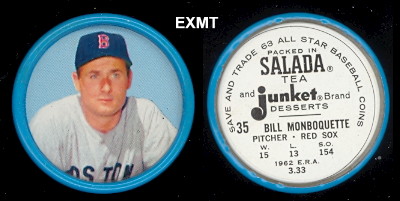 EXMT
B
OSTON
SAVE AND TRADE 63 ALL STAR BASEBALL COINS
PACKED IN
SALADA®
TEA
and Junket® Brand
DESSERTS
35 BILL MONBOQUETTE
PITCHER · RED SOX
W. L. S.O.
15 13 154
1962 E.R.A.
3.33